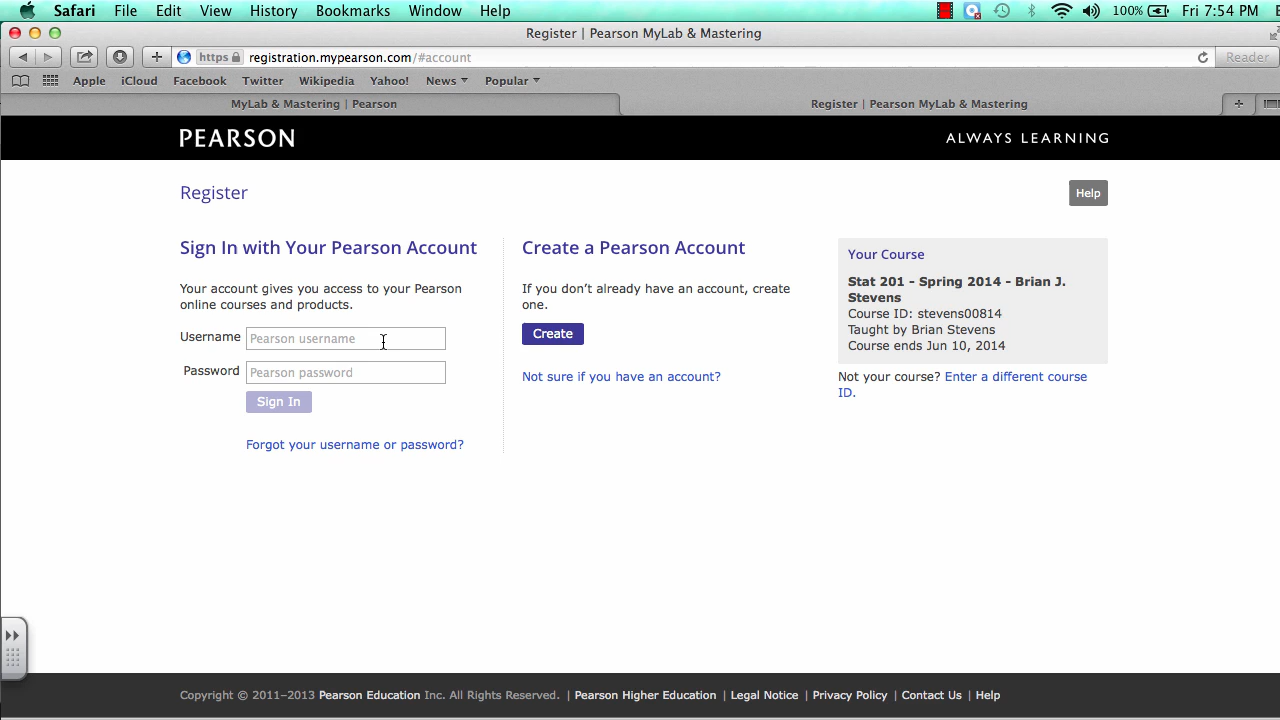 Safari File Edit View History Bookmarks Window Help 100% Fri 7:54 PM
Register | Pearson MyLab & Mastering
https registration.mypearson.com/#account Reader
Apple iCloud Facebook Twitter Wikipedia Yahoo! News Popular
MyLab & Mastering | Pearson Register | Pearson MyLab & Mastering
PEARSON ALWAYS LEARNING
Register
Help
Sign In with Your Pearson Account
Your account gives you access to your Pearson
online courses and products.
Username Pearson username
Password Pearson password
Sign In
Forgot your username or password?
Create a Pearson Account
If you don't already have an account, create
one.
Create
Not sure if you have an account?
Your Course
Stat 201 - Spring 2014 - Brian J.
Stevens
Course ID: stevens00814
Taught by Brian Stevens
Course ends Jun 10, 2014
Not your course? Enter a different course
ID.
Copyright © 2011–2013 Pearson Education Inc. All Rights Reserved. | Pearson Higher Education | Legal Notice | Privacy Policy | Contact Us | Help